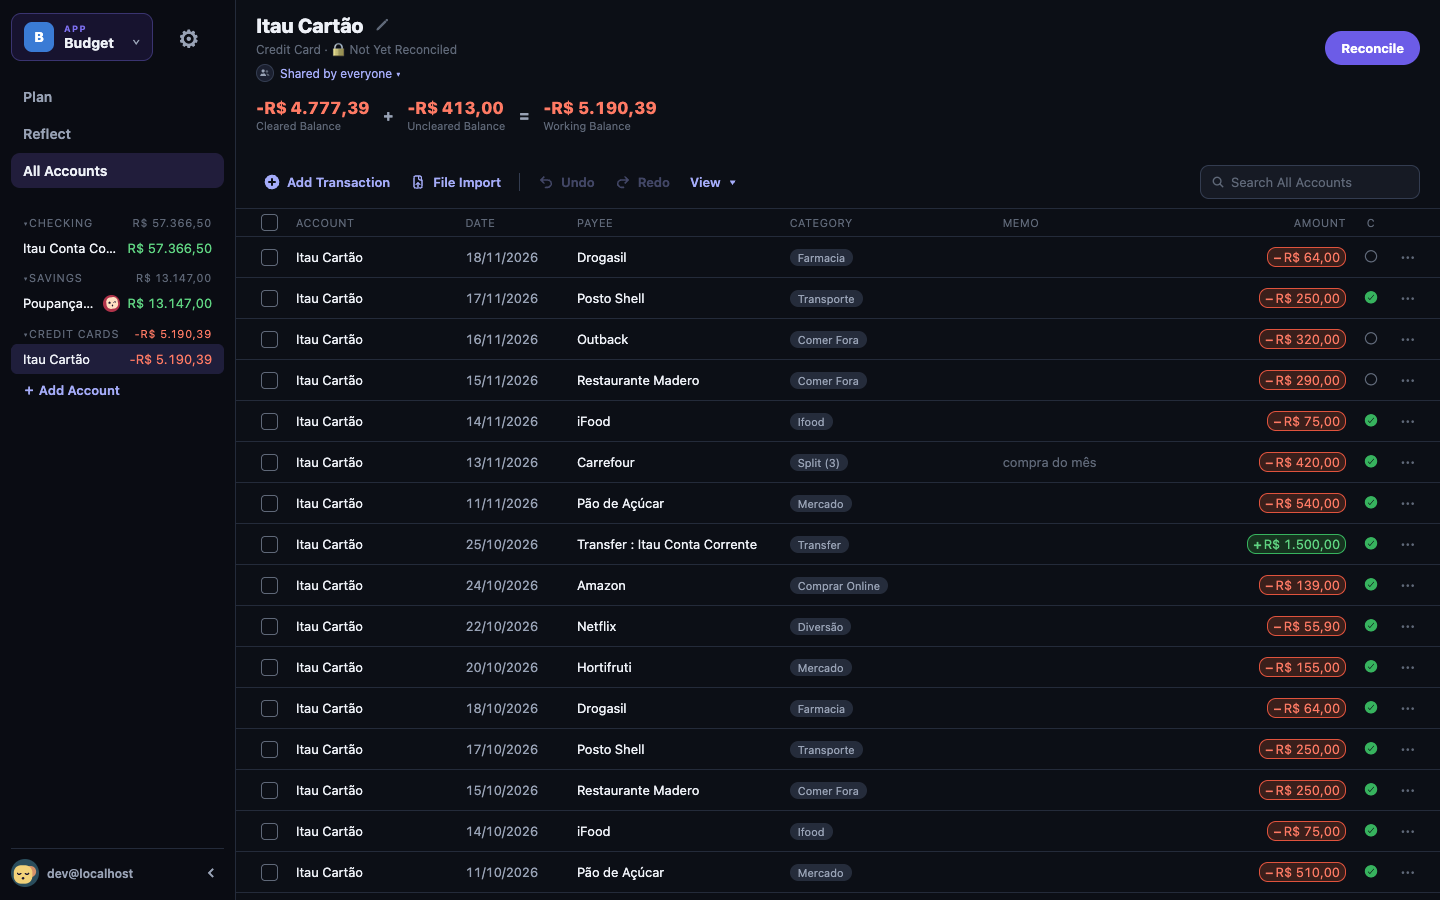 B
APP
Budget
Plan
Reflect
All Accounts
CHECKING R$ 57.366,50
Itau Conta Co... R$ 57.366,50
SAVINGS R$ 13.147,00
Poupança... R$ 13.147,00
CREDIT CARDS -R$ 5.190,39
Itau Cartão -R$ 5.190,39
+ Add Account
dev@localhost
Itau Cartão
Credit Card · Not Yet Reconciled
Shared by everyone
Reconcile
-R$ 4.777,39 + -R$ 413,00 = -R$ 5.190,39
Cleared Balance Uncleared Balance Working Balance
Add Transaction File Import Undo Redo View
Search All Accounts
ACCOUNT DATE PAYEE CATEGORY MEMO AMOUNT C
Itau Cartão 18/11/2026 Drogasil Farmacia −R$ 64,00
Itau Cartão 17/11/2026 Posto Shell Transporte −R$ 250,00
Itau Cartão 16/11/2026 Outback Comer Fora −R$ 320,00
Itau Cartão 15/11/2026 Restaurante Madero Comer Fora −R$ 290,00
Itau Cartão 14/11/2026 iFood Ifood −R$ 75,00
Itau Cartão 13/11/2026 Carrefour Split (3) compra do mês −R$ 420,00
Itau Cartão 11/11/2026 Pão de Açúcar Mercado −R$ 540,00
Itau Cartão 25/10/2026 Transfer : Itau Conta Corrente Transfer +R$ 1.500,00
Itau Cartão 24/10/2026 Amazon Comprar Online −R$ 139,00
Itau Cartão 22/10/2026 Netflix Diversão −R$ 55,90
Itau Cartão 20/10/2026 Hortifruti Mercado −R$ 155,00
Itau Cartão 18/10/2026 Drogasil Farmacia −R$ 64,00
Itau Cartão 17/10/2026 Posto Shell Transporte −R$ 250,00
Itau Cartão 15/10/2026 Restaurante Madero Comer Fora −R$ 250,00
Itau Cartão 14/10/2026 iFood Ifood −R$ 75,00
Itau Cartão 11/10/2026 Pão de Açúcar Mercado −R$ 510,00